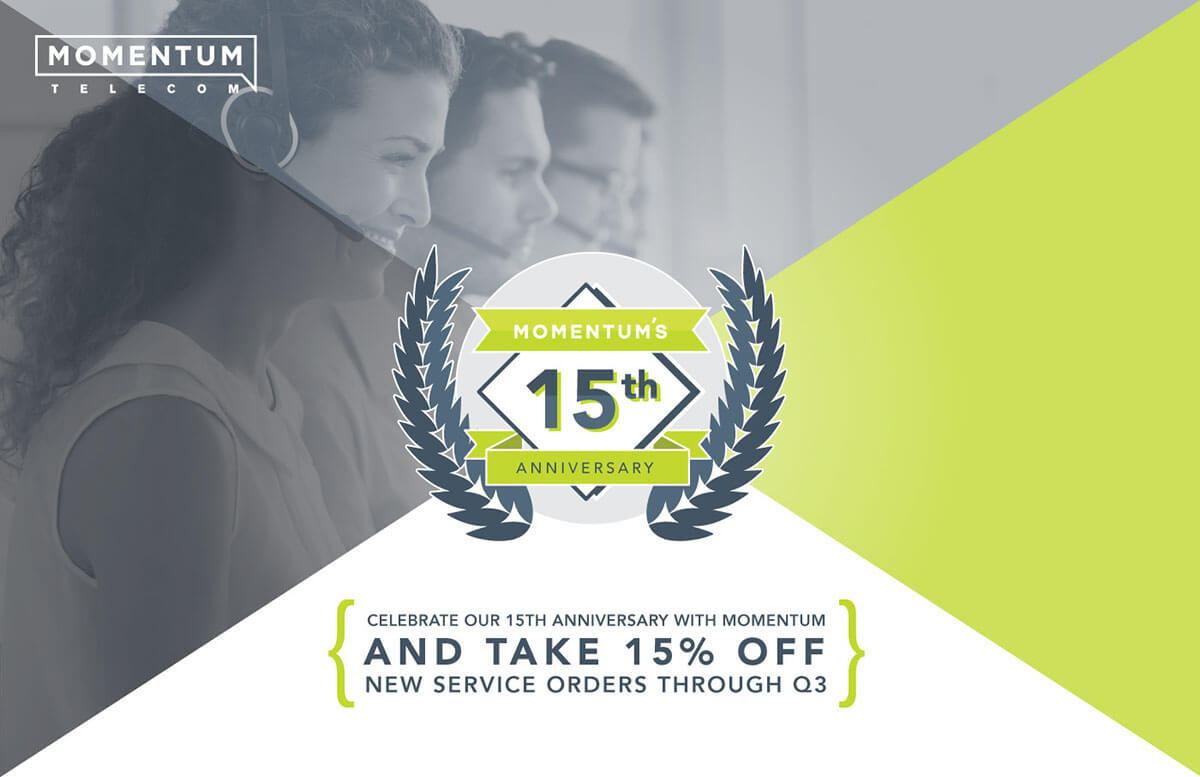 MOMENTUM
TELECOM
MOMENTUM'S
15th
ANNIVERSARY
CELEBRATE OUR 15TH ANNIVERSARY WITH MOMENTUM
AND TAKE 15% OFF
NEW SERVICE ORDERS THROUGH Q3